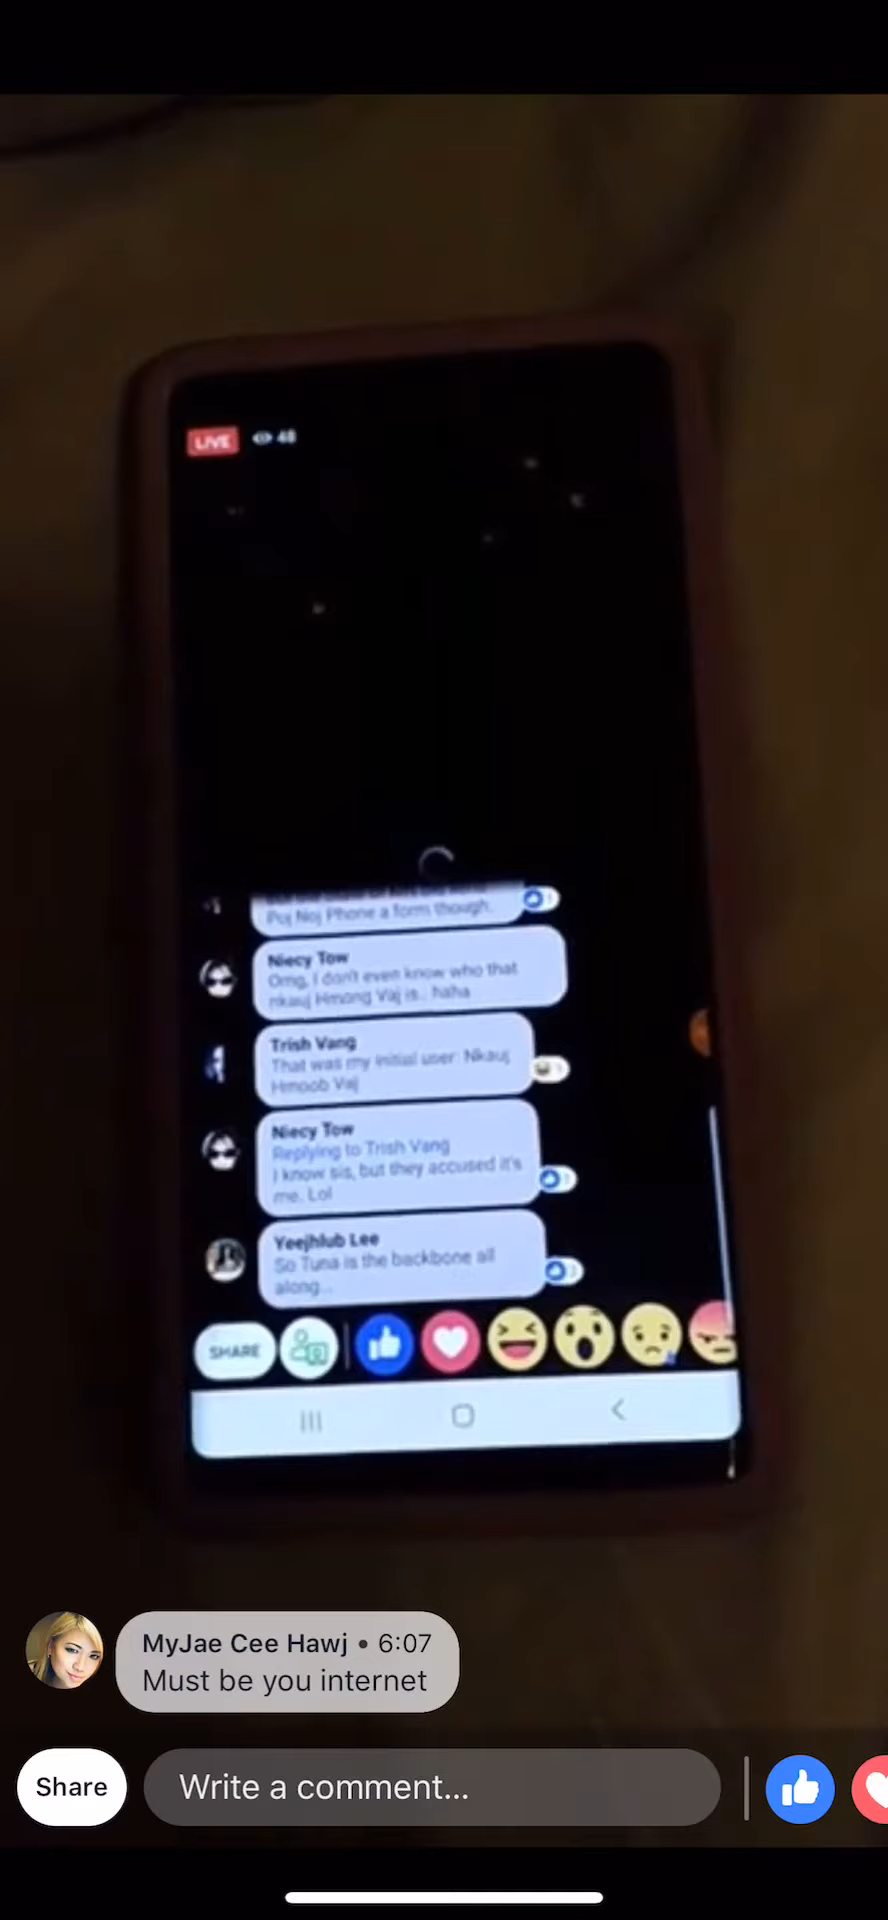 LIVE 48
Poj Noj Phone a form though.
Niecy Tow
Omg, I don't even know who that
nkauj Hmong Vaj is.. haha
Trish Vang
That was my initial user: Nkauj
Hmoob Vaj
Niecy Tow
Replying to Trish Vang
I know sis, but they accused it's
me. Lol
Yeejhlub Lee
So Tuna is the backbone all
along...
SHARE
MyJae Cee Hawj • 6:07
Must be you internet
Share
Write a comment...